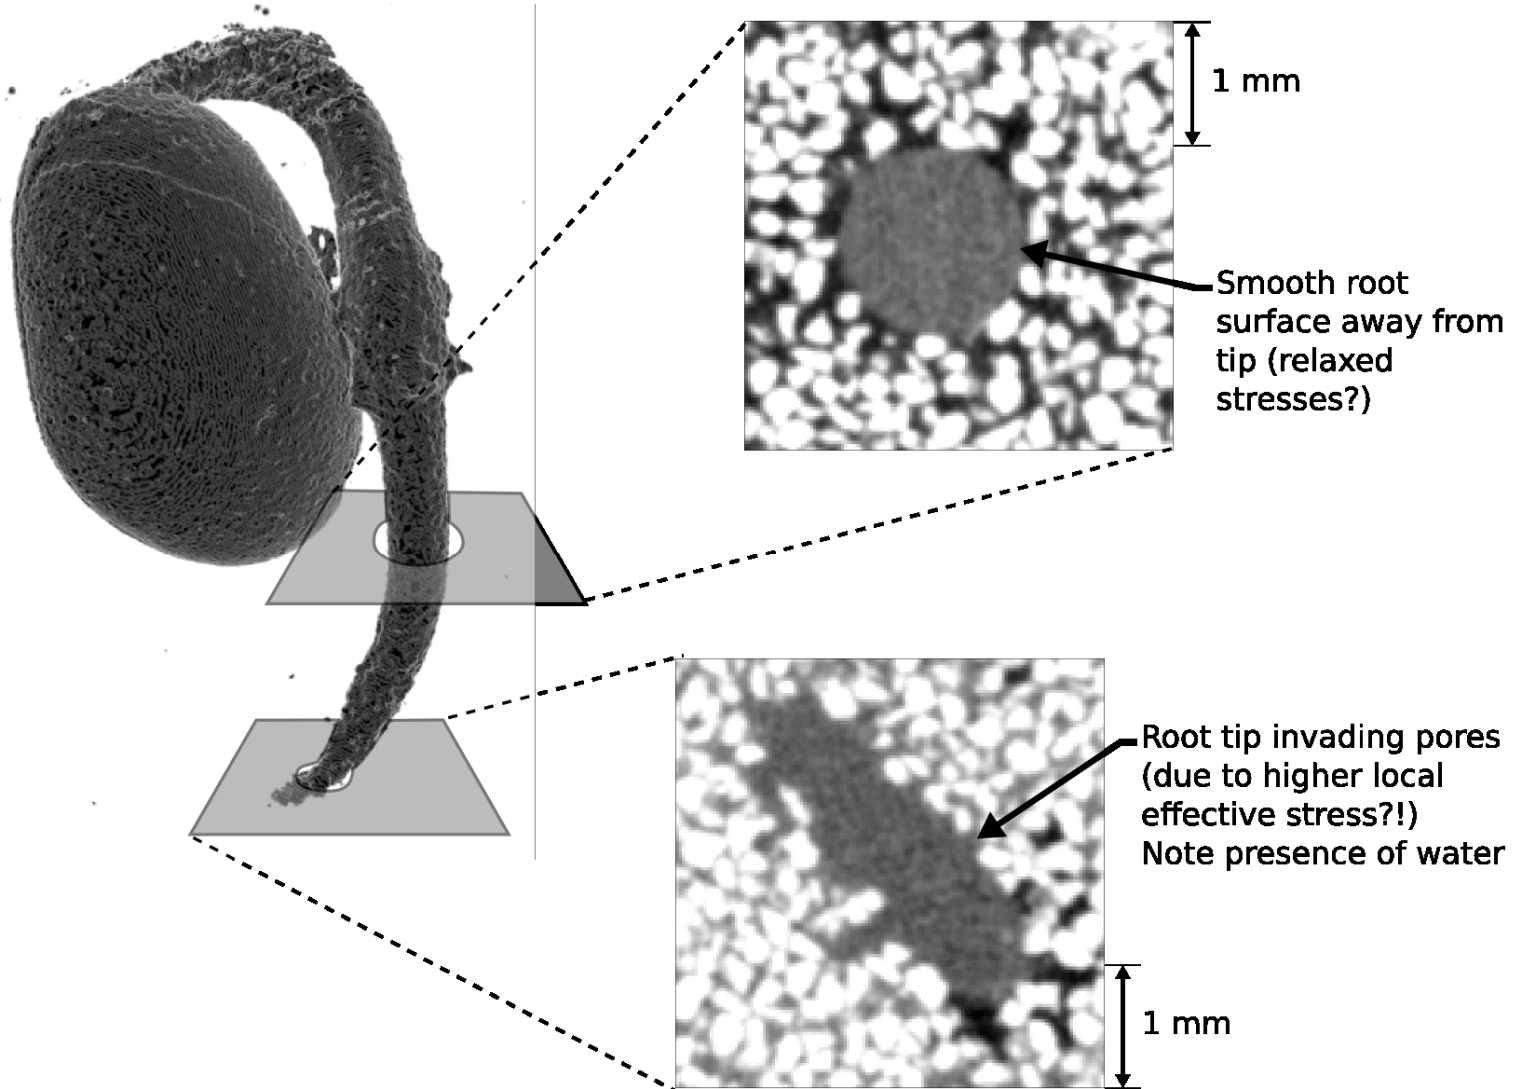 1 mm
Smooth root
surface away from
tip (relaxed
stresses?)
Root tip invading pores
(due to higher local
effective stress?!)
Note presence of water
1 mm